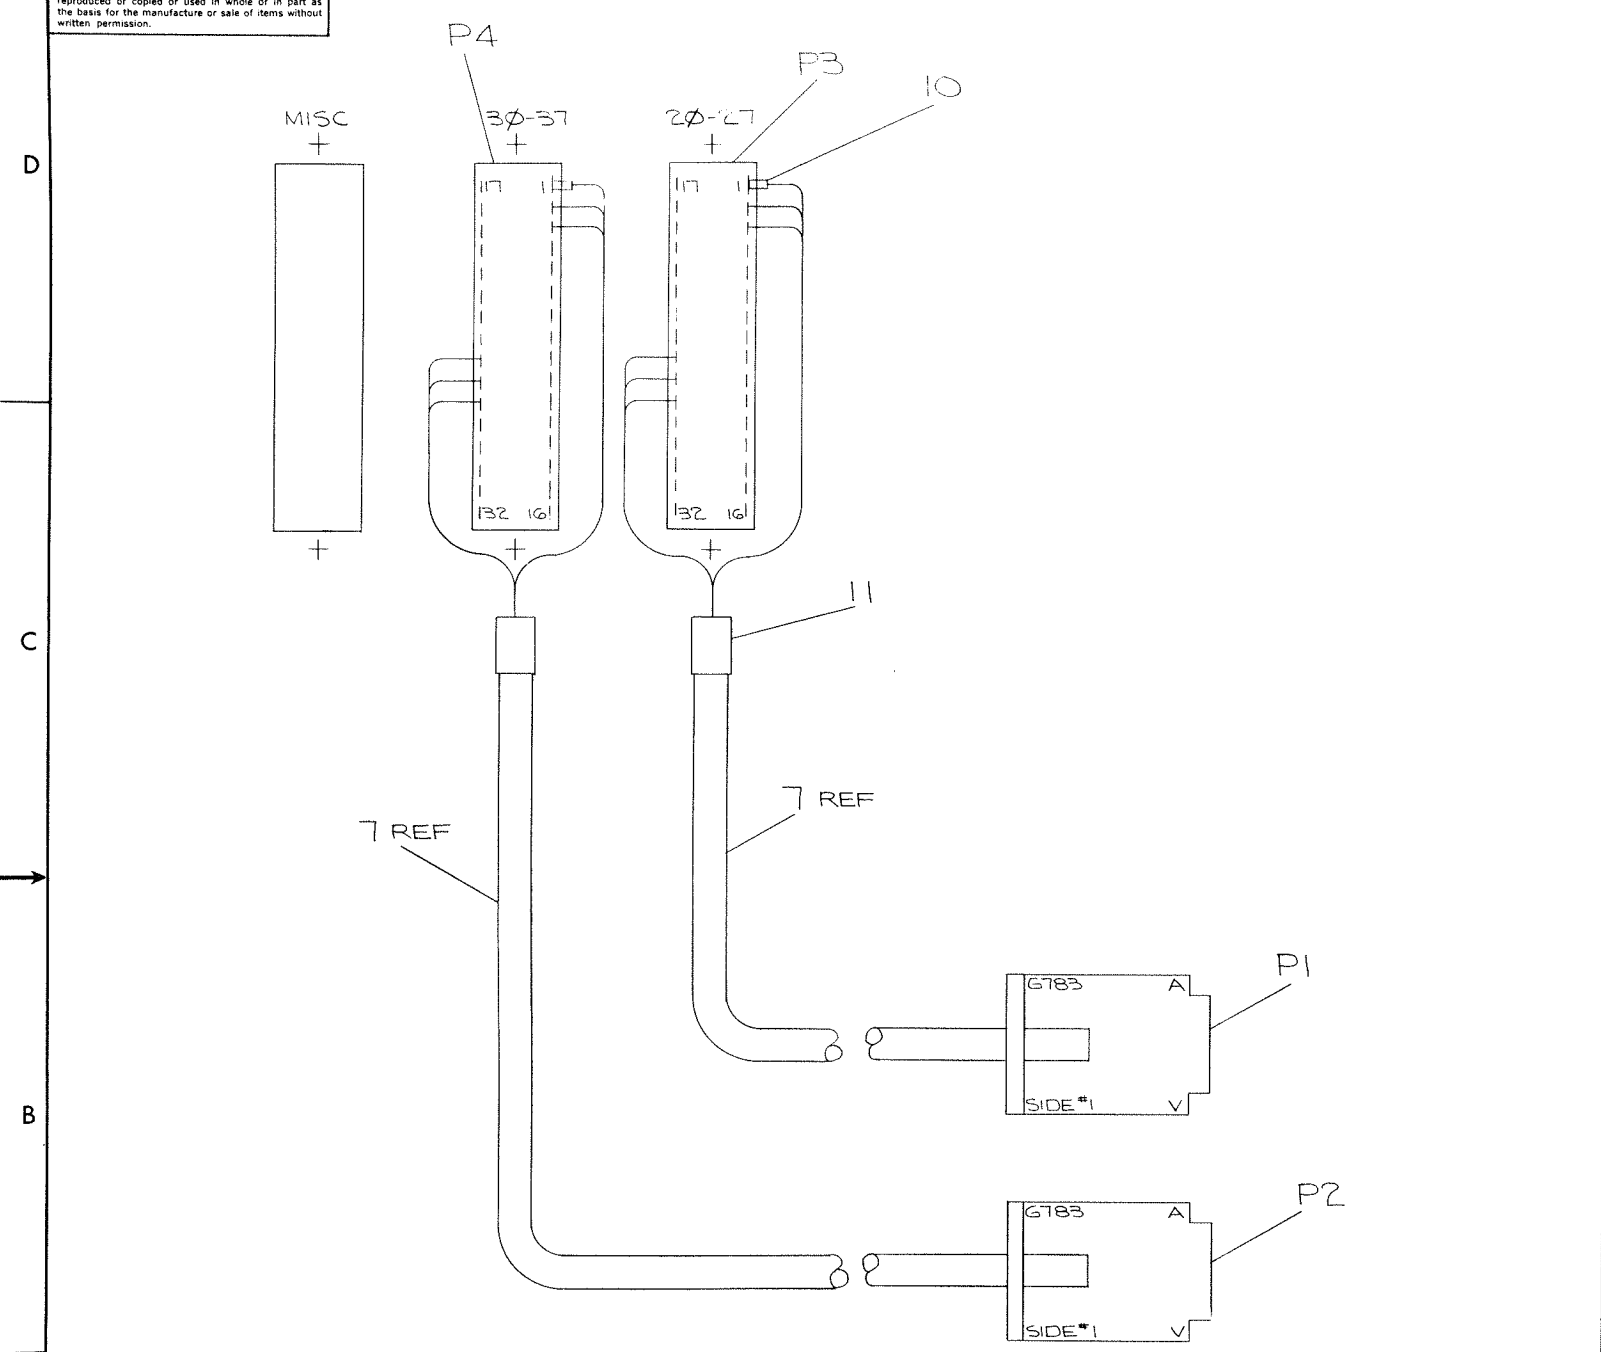 reproduced or copied or used in whole or in part as
the basis for the manufacture or sale of items without
written permission.
P4
P3
10
MISC
3Ø-37
2Ø-27
D
17 1
17 1
32 16
32 16
11
C
7 REF
7 REF
P1
G783 A
SIDE #1 V
B
P2
G783 A
SIDE #1 V